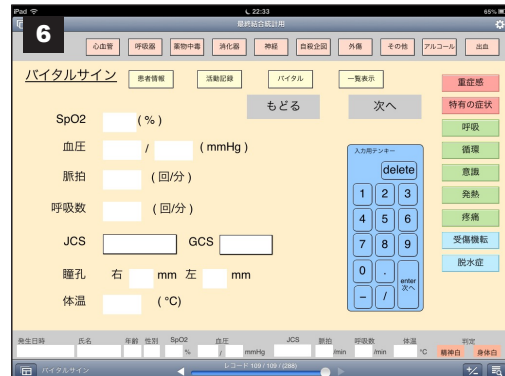 iPad 22:33 65%
最終結合統計用
6
心血管 呼吸器 薬物中毒 消化器 神経 自殺企図 外傷 その他 アルコール 出血
バイタルサイン 患者情報 活動記録 バイタル 一覧表示
重症感
もどる 次へ
特有の症状
SpO2 (%)
呼吸
血圧 / (mmHg)
循環
入力用テンキー
delete
脈拍 (回/分)
意識
1 2 3
発熱
呼吸数 (回/分)
4 5 6
疼痛
JCS GCS
7 8 9
受傷機転
脱水症
0 . enter 次へ
瞳孔 右 mm 左 mm
- /
体温 (°C)
発生日時 氏名 年齢 性別 SpO2 血圧 JCS 脈拍 呼吸数 体温 判定
% / mmHg /min /min °C 精神白 身体白
バイタルサイン レコード 109 / 109 / (288)